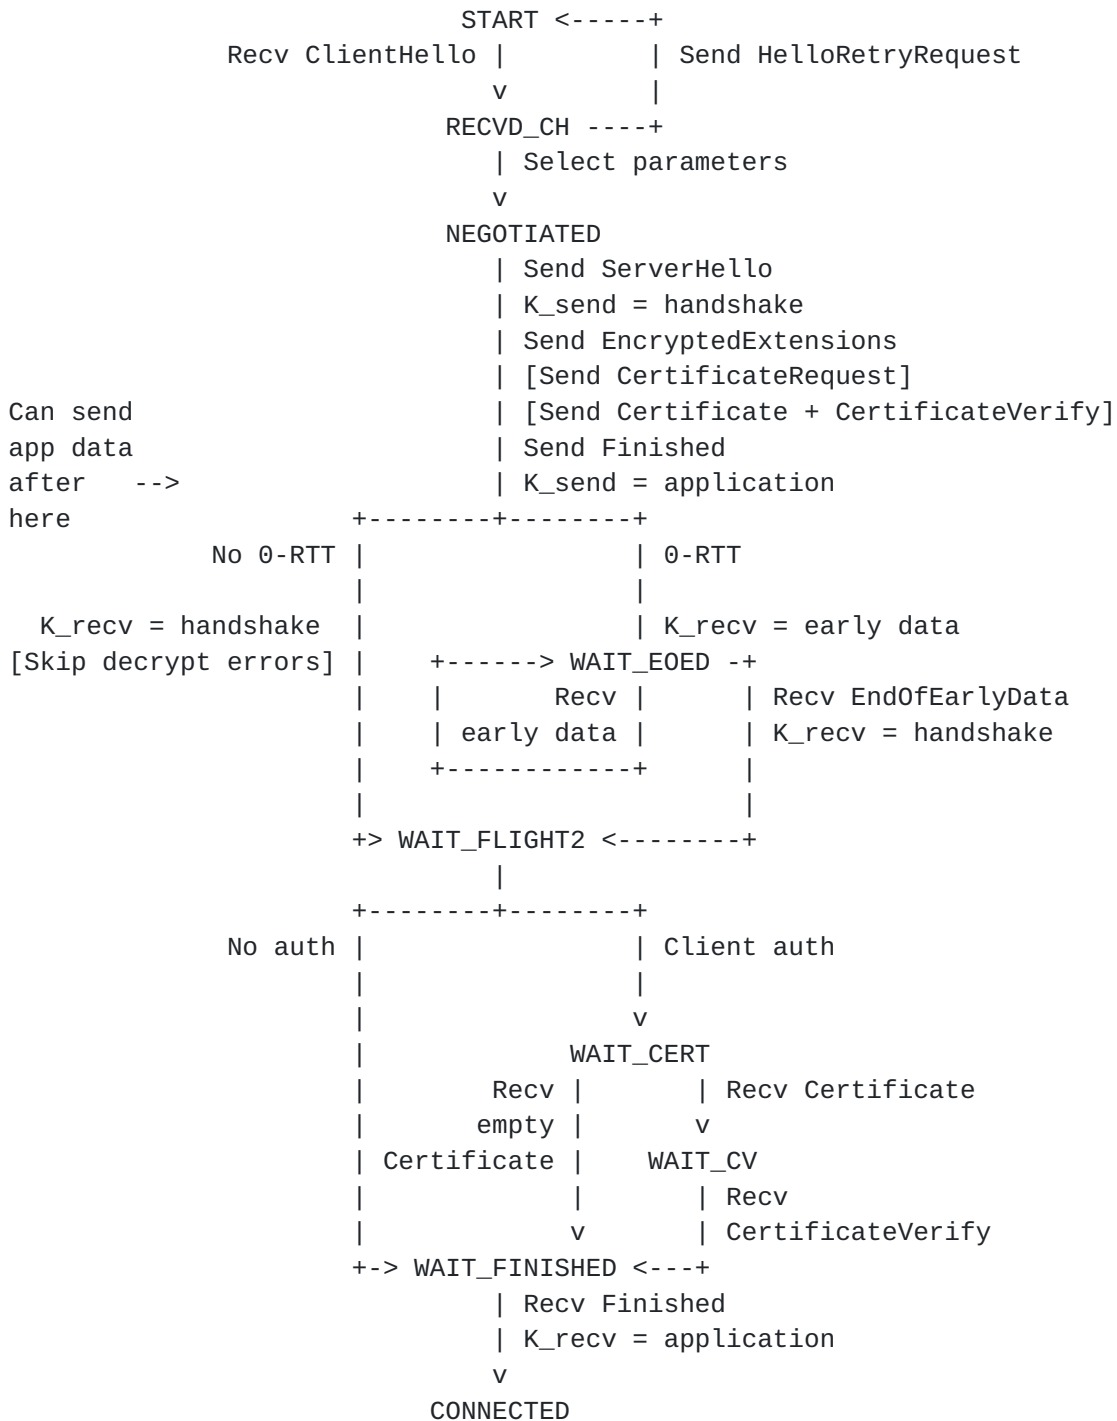 START <-----+
              Recv ClientHello |         | Send HelloRetryRequest
                               v         |
                            RECVD_CH ----+
                               | Select parameters
                               v
                            NEGOTIATED
                               | Send ServerHello
                               | K_send = handshake
                               | Send EncryptedExtensions
                               | [Send CertificateRequest]
Can send                       | [Send Certificate + CertificateVerify]
app data                       | Send Finished
after   -->                    | K_send = application
here                  +--------+--------+
             No 0-RTT |                 | 0-RTT
                      |                 |
  K_recv = handshake  |                 | K_recv = early data
[Skip decrypt errors] |    +------> WAIT_EOED -+
                      |    |       Recv |      | Recv EndOfEarlyData
                      |    | early data |      | K_recv = handshake
                      |    +------------+      |
                      |                        |
                      +> WAIT_FLIGHT2 <--------+
                               |
                      +--------+--------+
              No auth |                 | Client auth
                      |                 |
                      |                 v
                      |             WAIT_CERT
                      |        Recv |       | Recv Certificate
                      |       empty |       v
                      | Certificate |    WAIT_CV
                      |             |       | Recv
                      |             v       | CertificateVerify
                      +-> WAIT_FINISHED <---+
                               | Recv Finished
                               | K_recv = application
                               v
                           CONNECTED